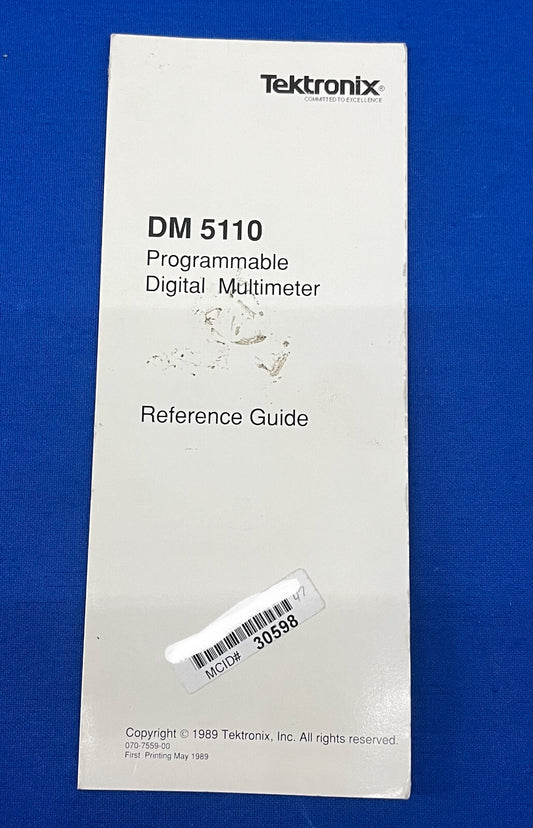 Tektronix®
COMMITTED TO EXCELLENCE
DM 5110
Programmable
Digital Multimeter
Reference Guide
47
MCID# 30598
Copyright © 1989 Tektronix, Inc. All rights reserved.
070-7559-00
First Printing May 1989